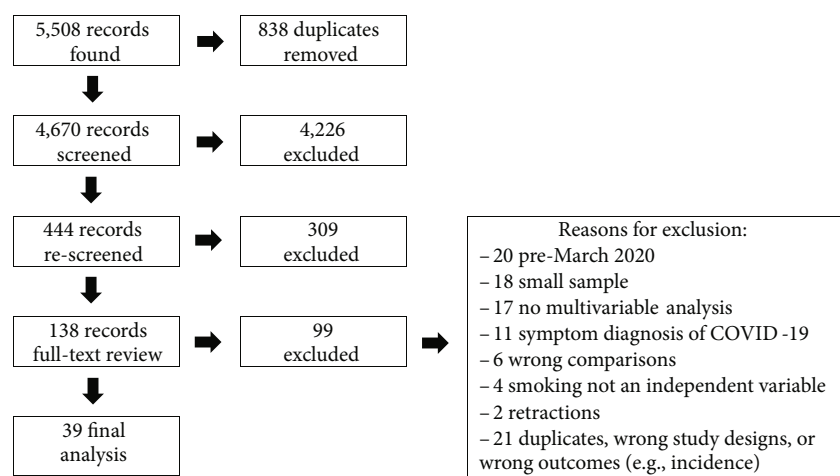 5,508 records
found
838 duplicates
removed
4,670 records
screened
4,226
excluded
444 records
re-screened
309
excluded
138 records
full-text review
99
excluded
39 final
analysis
Reasons for exclusion:
– 20 pre-March 2020
– 18 small sample
– 17 no multivariable analysis
– 11 symptom diagnosis of COVID -19
– 6 wrong comparisons
– 4 smoking not an independent variable
– 2 retractions
– 21 duplicates, wrong study designs, or
wrong outcomes (e.g., incidence)